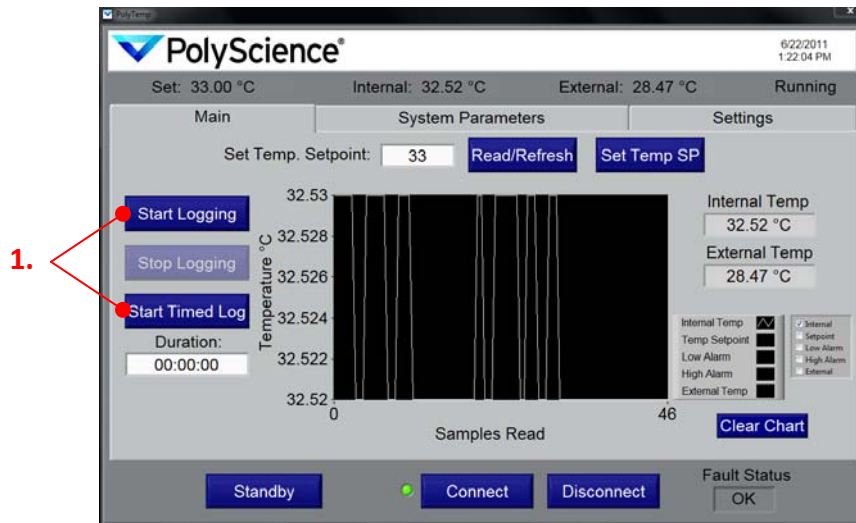 PolyTemp
PolyScience®
6/22/2011
1:22:04 PM
Set: 33.00 °C Internal: 32.52 °C External: 28.47 °C Running
Main System Parameters Settings
Set Temp. Setpoint: 33 Read/Refresh Set Temp SP
1.
Start Logging
Stop Logging
Start Timed Log
Duration:
00:00:00
Temperature °C
32.53
32.528
32.526
32.524
32.522
32.52
0 46
Samples Read
Internal Temp
32.52 °C
External Temp
28.47 °C
Internal Temp
Temp Setpoint
Low Alarm
High Alarm
External Temp
Internal
Setpoint
Low Alarm
High Alarm
External
Clear Chart
Standby Connect Disconnect
Fault Status
OK